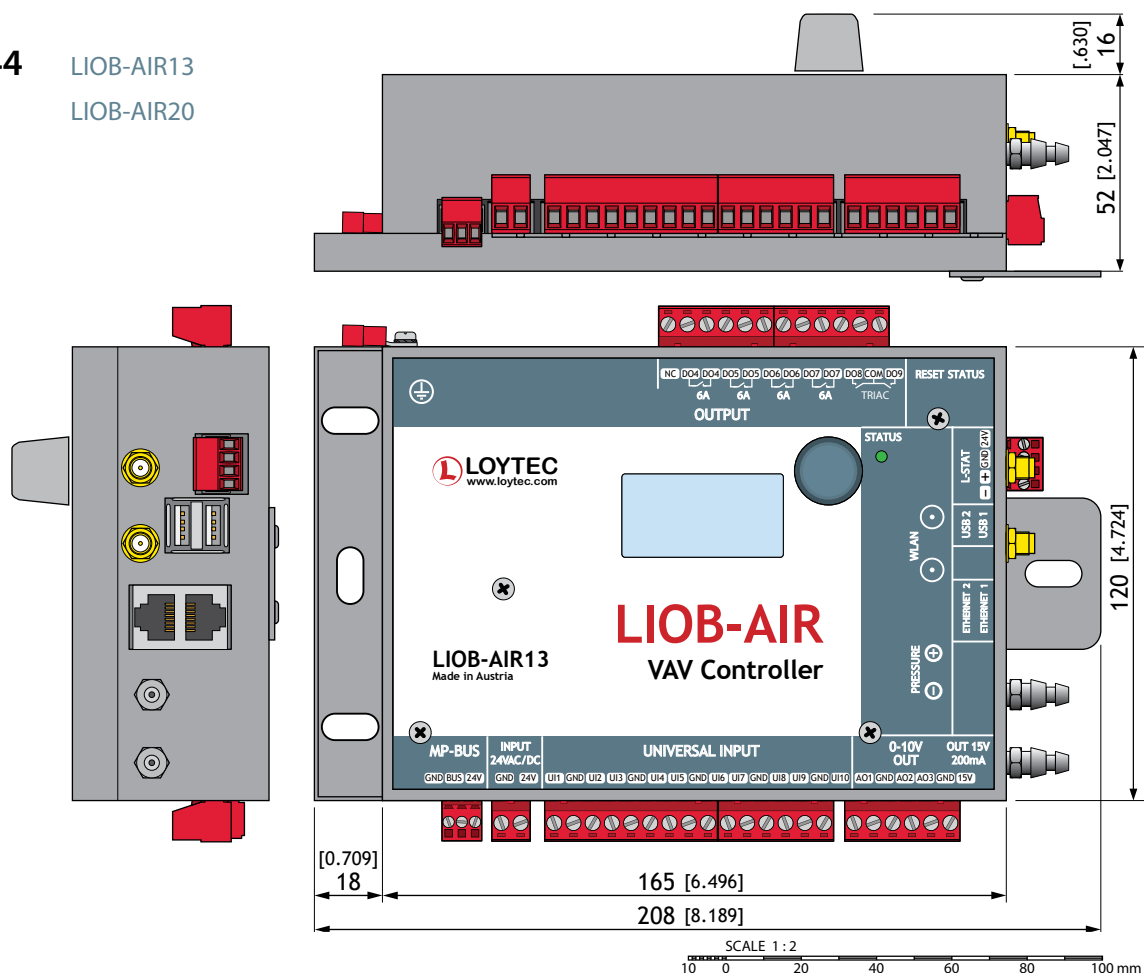 4
LIOB-AIR13
LIOB-AIR20
[.630]
16
52 [2.047]
NC DO4 DO4 DO5 DO5 DO6 DO6 DO7 DO7 DO8 COM DO9
6A 6A 6A 6A TRIAC
OUTPUT
RESET STATUS
STATUS
L-STAT
– + GND 24V
USB 2
USB 1
WLAN
ETHERNET 2
ETHERNET 1
PRESSURE
+
–
L LOYTEC
www.loytec.com
LIOB-AIR
VAV Controller
LIOB-AIR13
Made in Austria
MP-BUS
GND BUS 24V
INPUT
24VAC/DC
GND 24V
UNIVERSAL INPUT
UI1 GND UI2 UI3 GND UI4 UI5 GND UI6 UI7 GND UI8 UI9 GND UI10
0-10V
OUT
OUT 15V
200mA
AO1 GND AO2 AO3 GND 15V
120 [4.724]
[0.709]
18
165 [6.496]
208 [8.189]
SCALE 1 : 2
10 0 20 40 60 80 100 mm